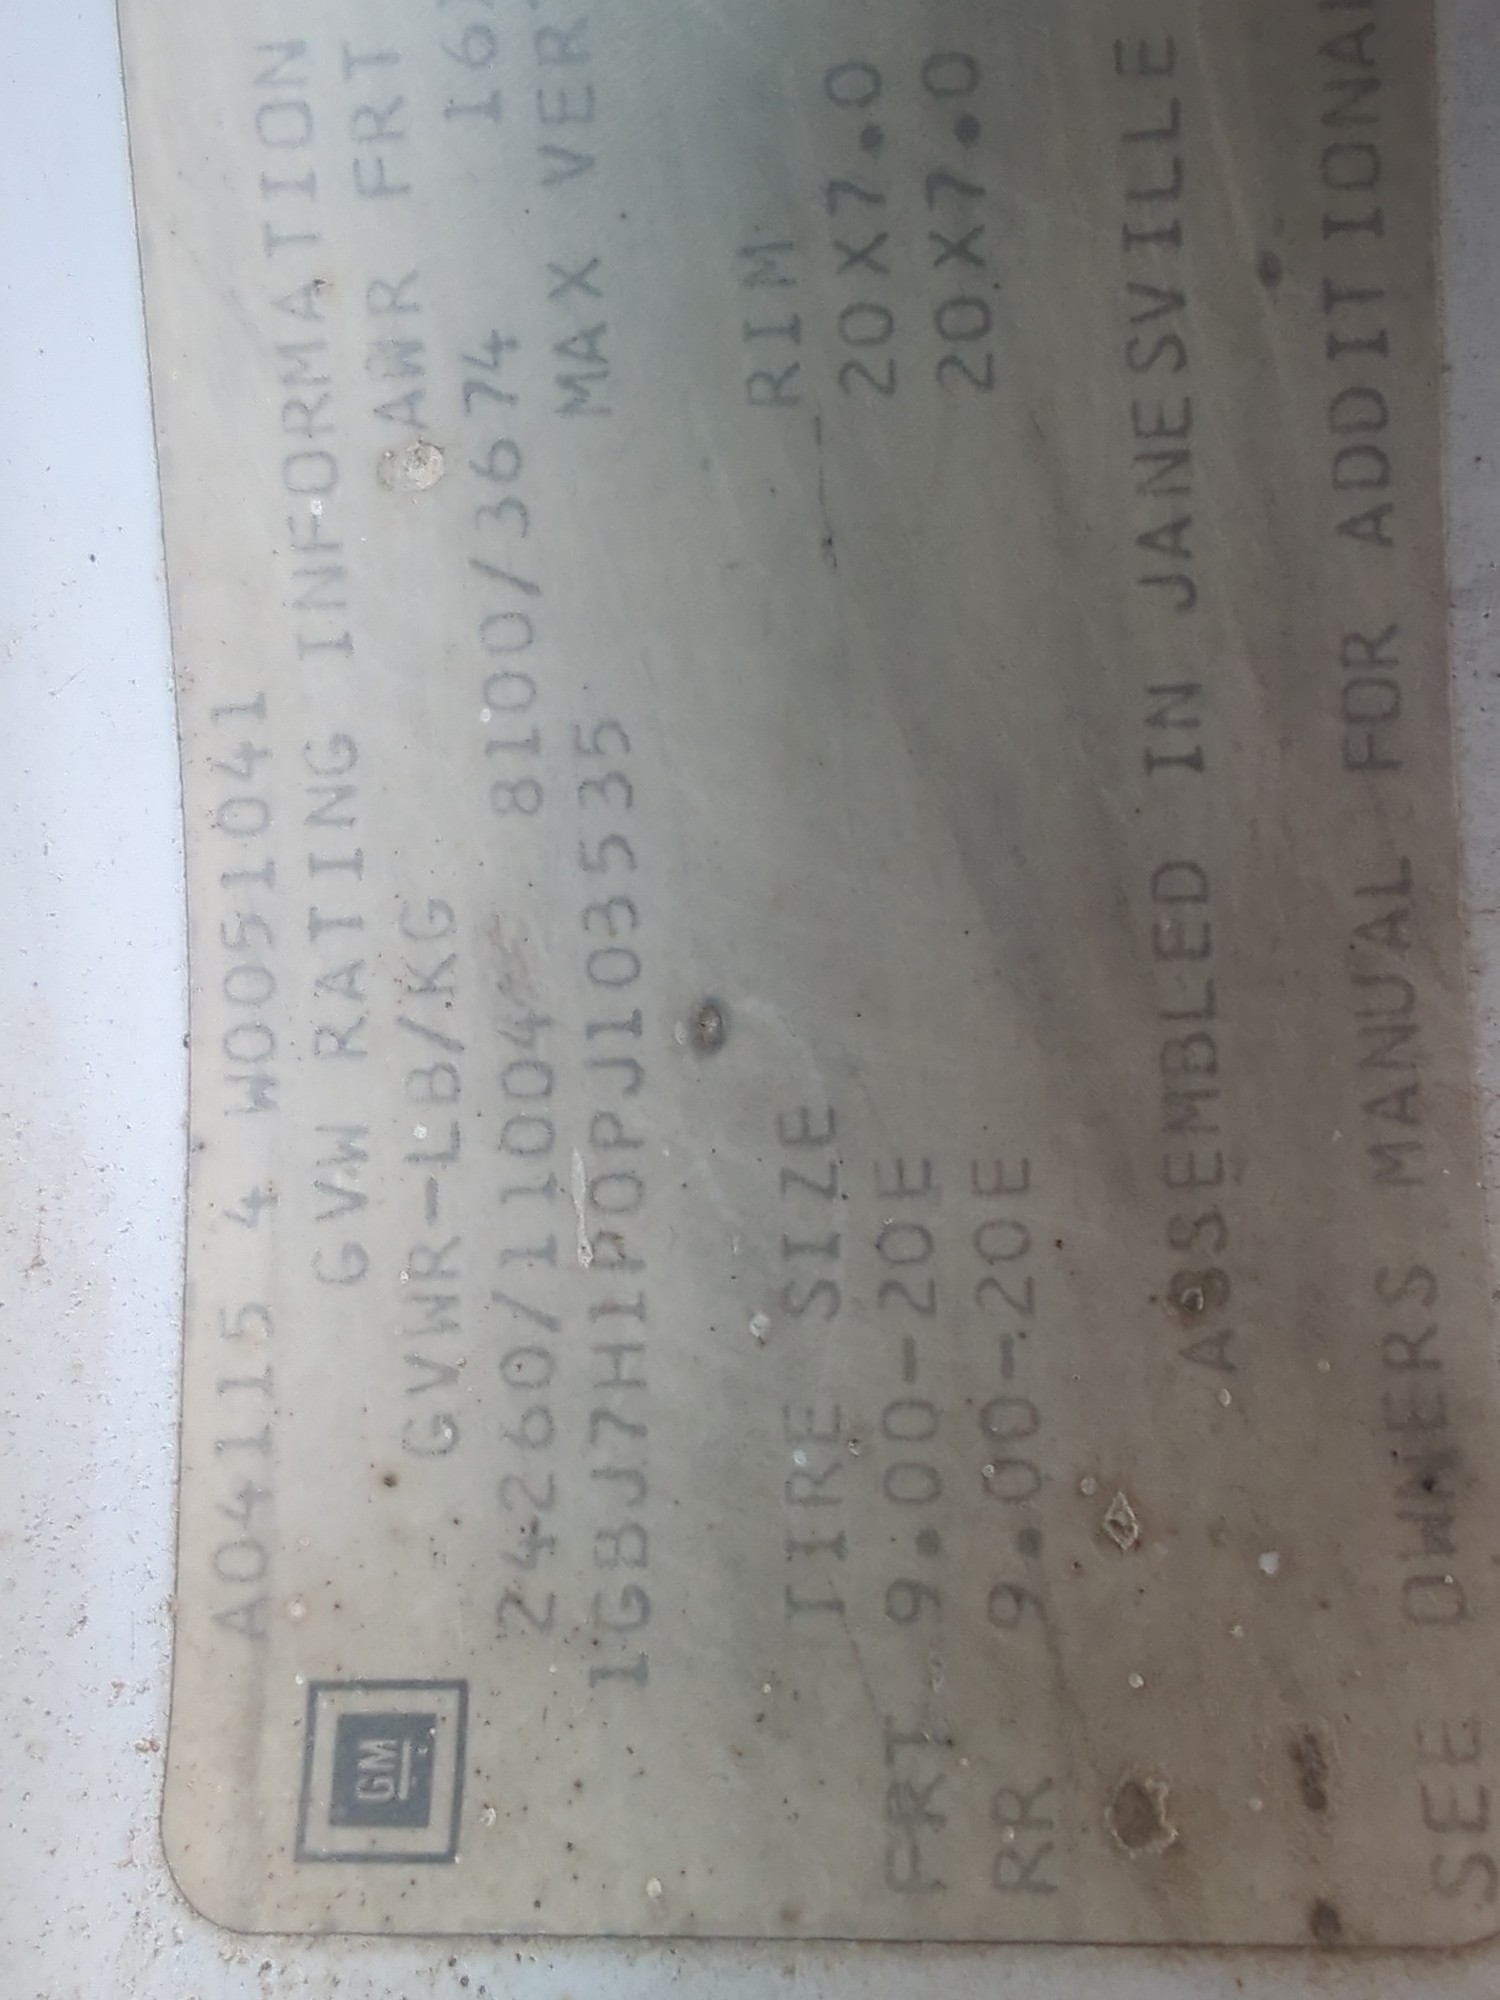 A04115 4 W0051041
GM
GVW RATING INFORMATION
GVWR-LB/KG GAWR FRT
24260/11004 8100/3674 16
1GBJ7H1P0PJ103535 MAX VER
TIRE SIZE RIM
FRT 9.00-20E 20X7.0
RR 9.00-20E 20X7.0
ASSEMBLED IN JANESVILLE
SEE OWNERS MANUAL FOR ADDITIONA